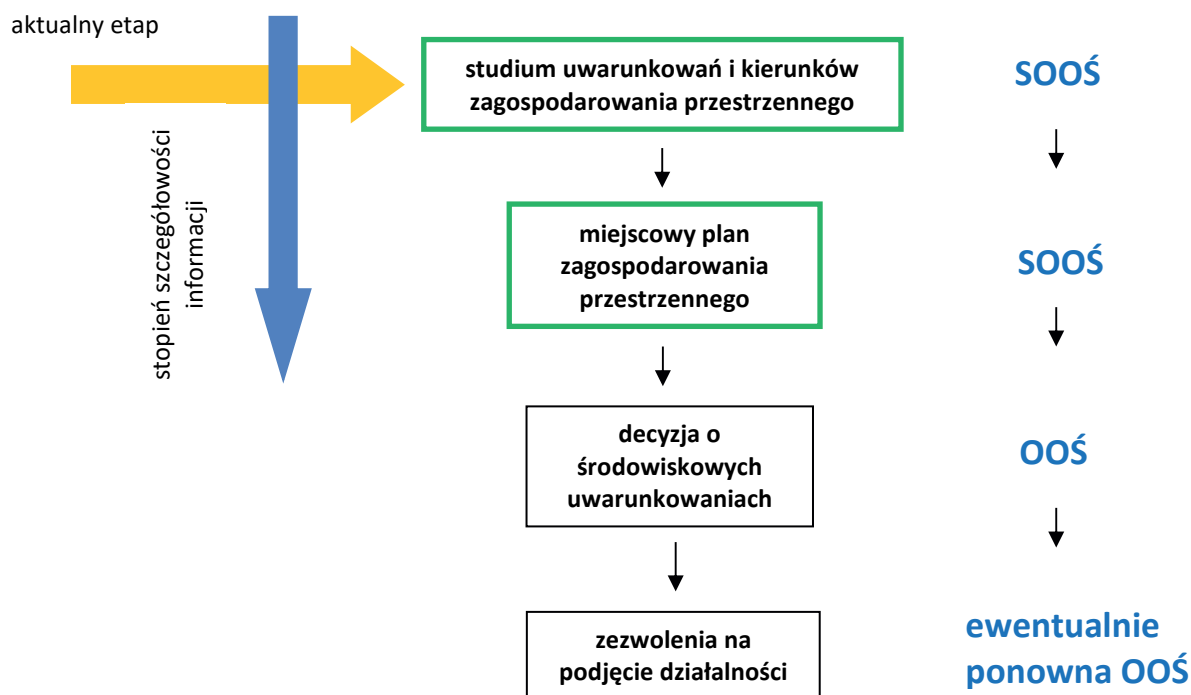 aktualny etap
studium uwarunkowań i kierunków
zagospodarowania przestrzennego
SOOŚ
stopień szczegółowości
informacji
miejscowy plan
zagospodarowania
przestrzennego
SOOŚ
decyzja o
środowiskowych
uwarunkowaniach
OOŚ
zezwolenia na
podjęcie działalności
ewentualnie
ponowna OOŚ